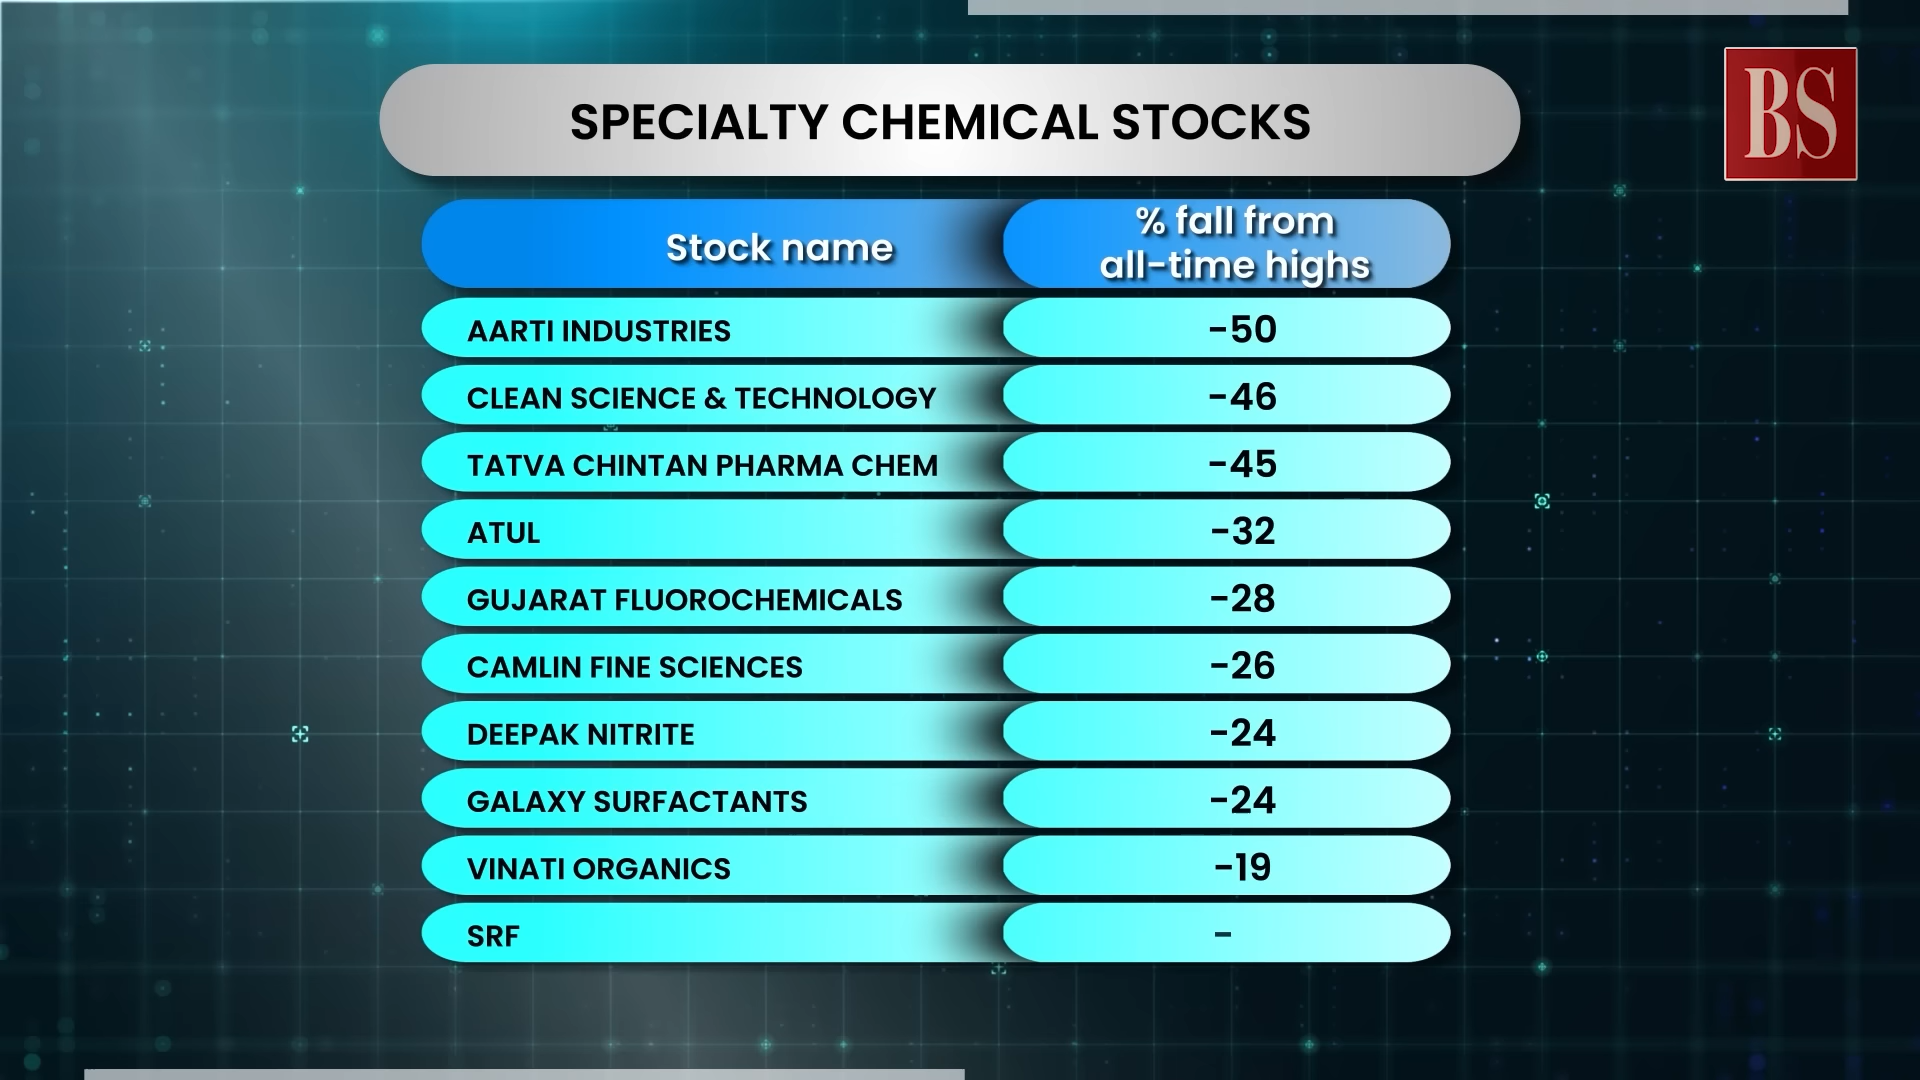 SPECIALTY CHEMICAL STOCKS
BS
Stock name
% fall from
all-time highs
AARTI INDUSTRIES -50
CLEAN SCIENCE & TECHNOLOGY -46
TATVA CHINTAN PHARMA CHEM -45
ATUL -32
GUJARAT FLUOROCHEMICALS -28
CAMLIN FINE SCIENCES -26
DEEPAK NITRITE -24
GALAXY SURFACTANTS -24
VINATI ORGANICS -19
SRF -